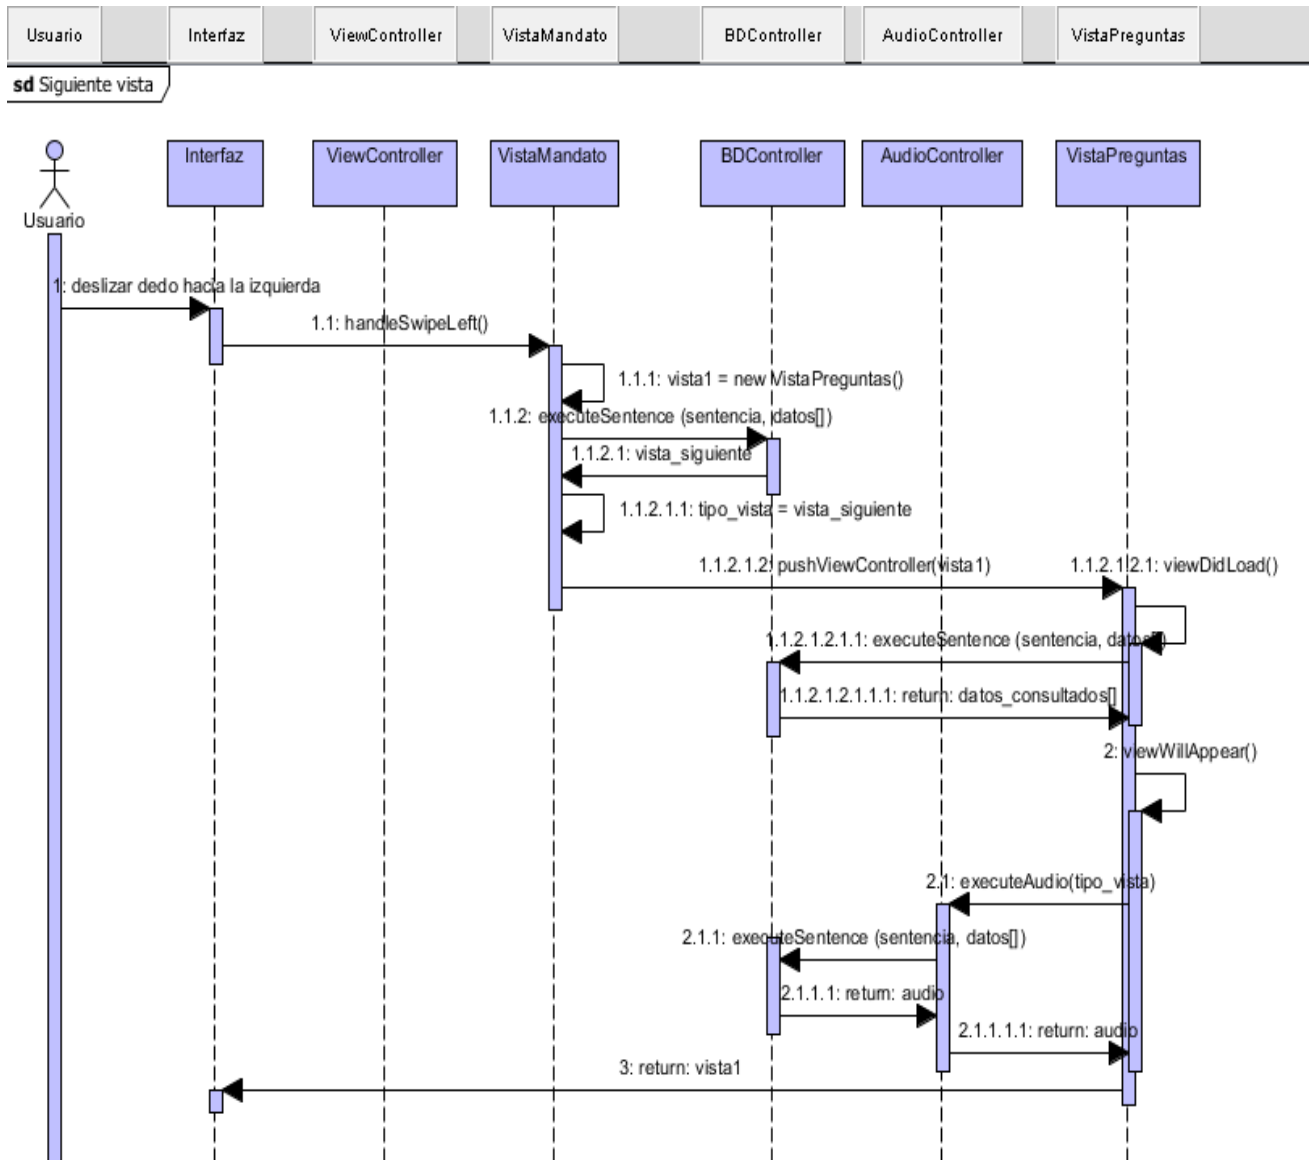 Usuario Interfaz ViewController VistaMandato BDController AudioController VistaPreguntas
sd Siguiente vista
Interfaz ViewController VistaMandato BDController AudioController VistaPreguntas
Usuario
1: deslizar dedo hacia la izquierda
1.1: handleSwipeLeft()
1.1.1: vista1 = new VistaPreguntas()
1.1.2: executeSentence (sentencia, datos[])
1.1.2.1: vista_siguiente
1.1.2.1.1: tipo_vista = vista_siguiente
1.1.2.1.2: pushViewController(vista1) 1.1.2.1.2.1: viewDidLoad()
1.1.2.1.2.1.1: executeSentence (sentencia, datos[])
1.1.2.1.2.1.1.1: return: datos_consultados[]
2: viewWillAppear()
2.1: executeAudio(tipo_vista)
2.1.1: executeSentence (sentencia, datos[])
2.1.1.1: return: audio
2.1.1.1.1: return: audio
3: return: vista1